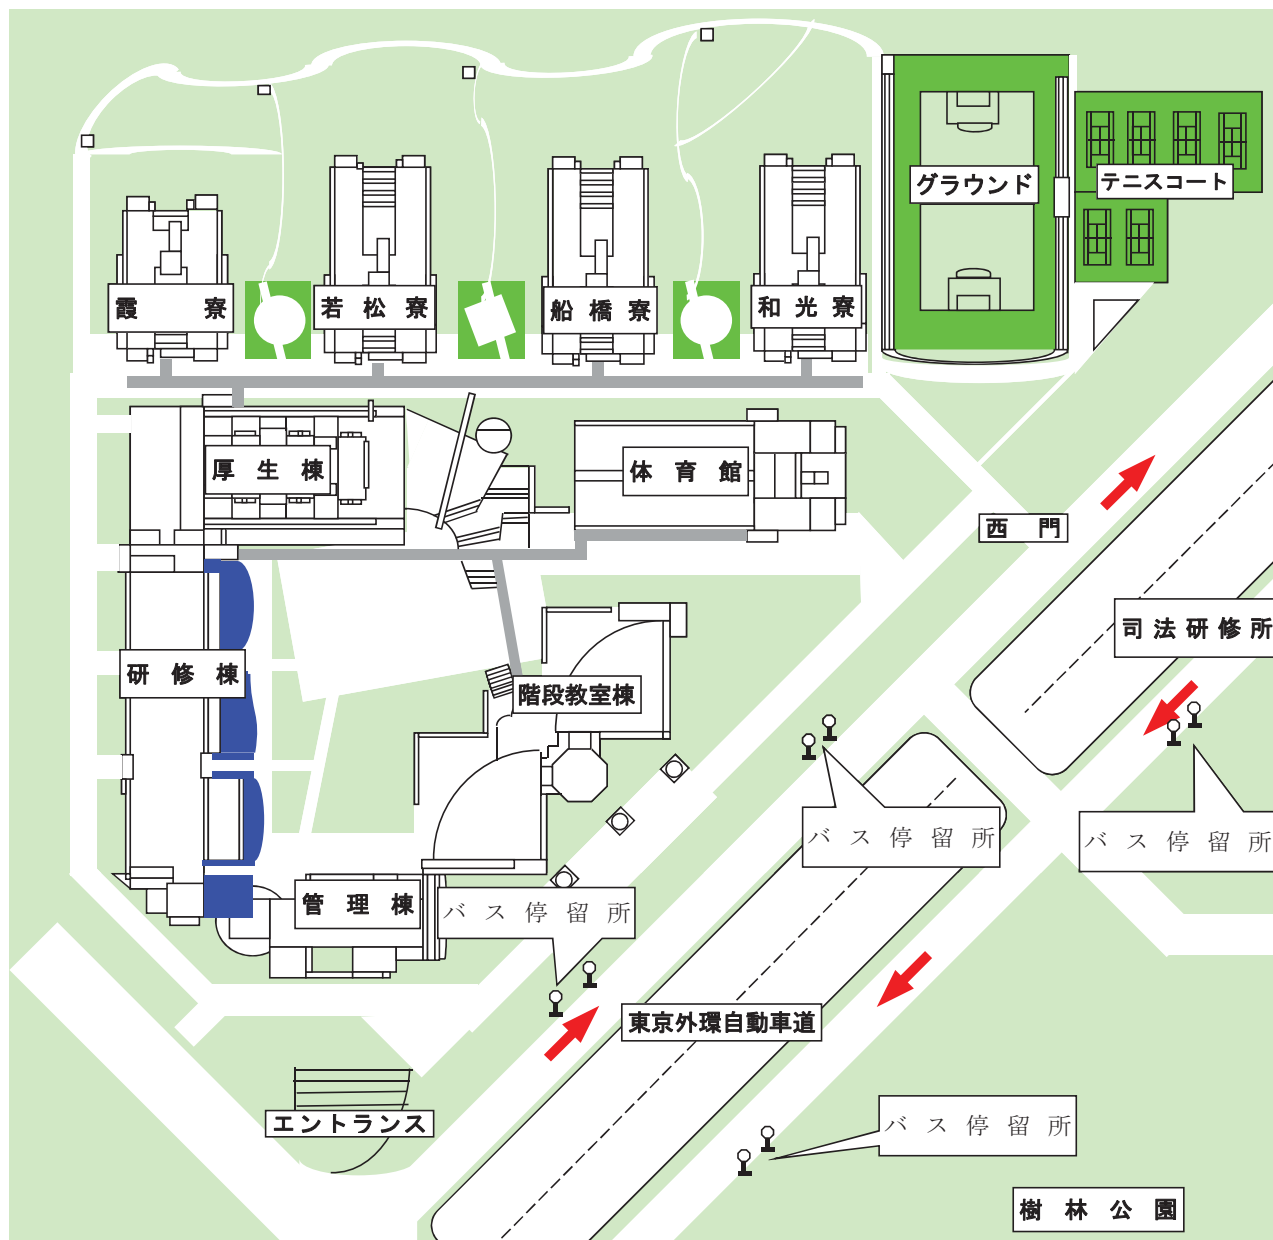 グラウンド
テニスコート
霞寮
若松寮
船橋寮
和光寮
厚生棟
体育館
西門
司法研修所
研修棟
階段教室棟
バス停留所
バス停留所
管理棟
バス停留所
東京外環自動車道
エントランス
バス停留所
樹林公園